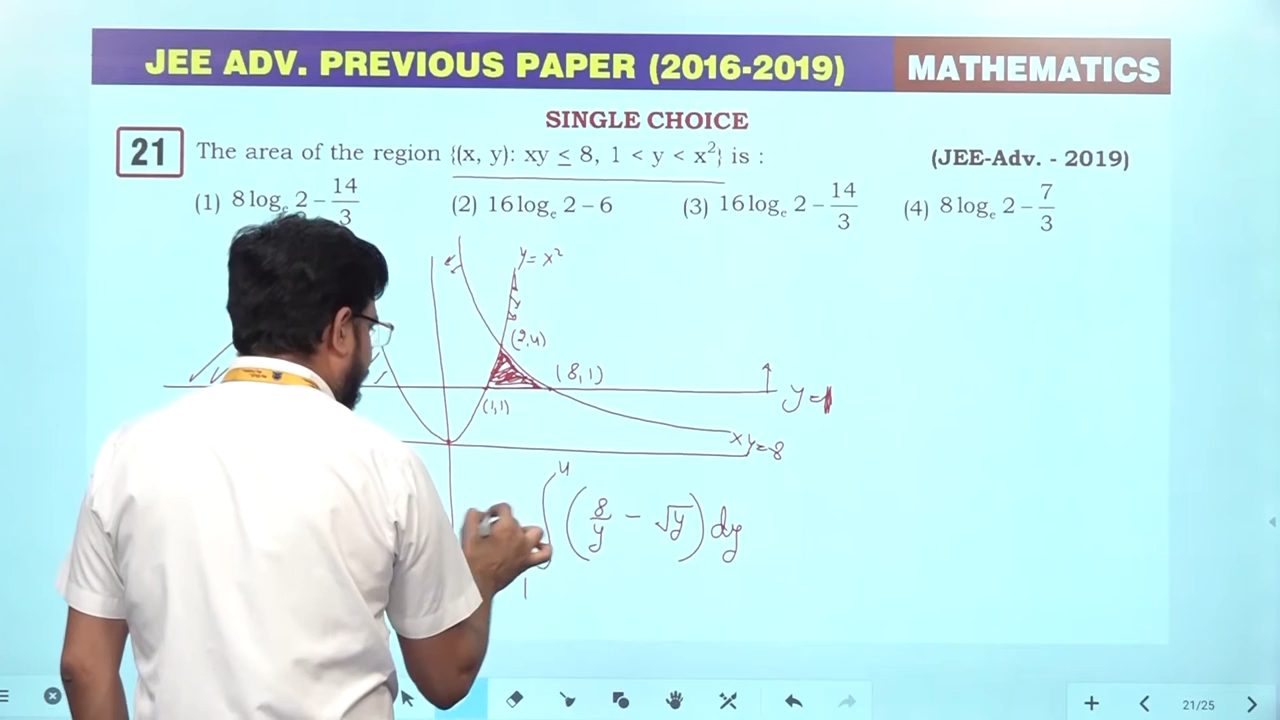 JEE ADV. PREVIOUS PAPER (2016-2019) MATHEMATICS
SINGLE CHOICE
21 The area of the region {(x, y): xy ≤ 8, 1 < y < x²} is : (JEE-Adv. - 2019)
(1) 8 logₑ 2 − 14/3 (2) 16 logₑ 2 − 6 (3) 16 logₑ 2 − 14/3 (4) 8 logₑ 2 − 7/3
y = x²
(2,4)
(8,1)
y=1
(1,1)
xy=8
∫₁⁴ (8/y − √y) dy
21/25